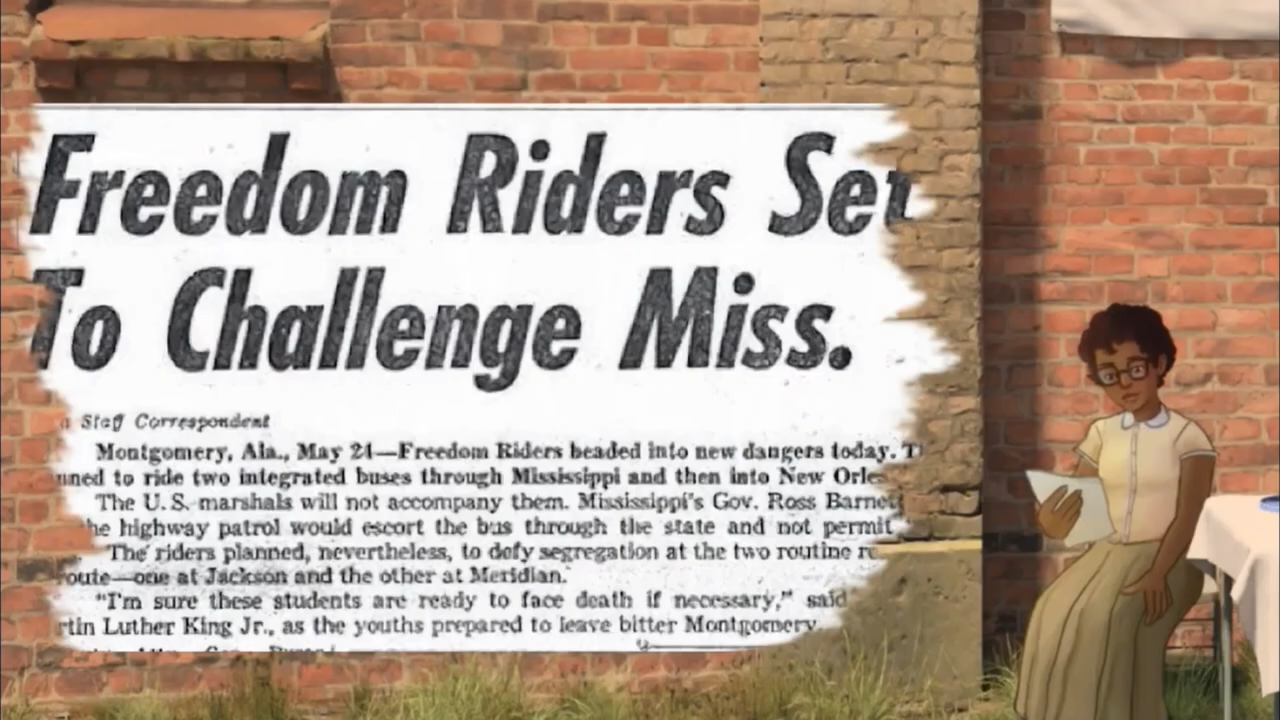 Freedom Riders Set
To Challenge Miss.
a Staff Correspondent
Montgomery, Ala., May 24—Freedom Riders headed into new dangers today. T
nned to ride two integrated buses through Mississippi and then into New Orle
The U.S. marshals will not accompany them. Mississippi's Gov. Ross Barnet
he highway patrol would escort the bus through the state and not permit
The riders planned, nevertheless, to defy segregation at the two routine r
oute—one at Jackson and the other at Meridian.
"I'm sure these students are ready to face death if necessary," said
rtin Luther King Jr., as the youths prepared to leave bitter Montgomery.